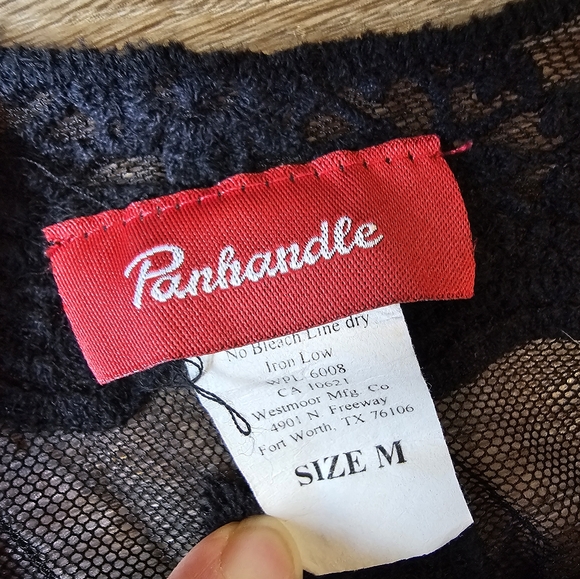 Panhandle
No Bleach Line dry
Iron Low
WPL 6008
CA 10621
Westmoor Mfg. Co
4901 N Freeway
Fort Worth, TX 76106
SIZE M